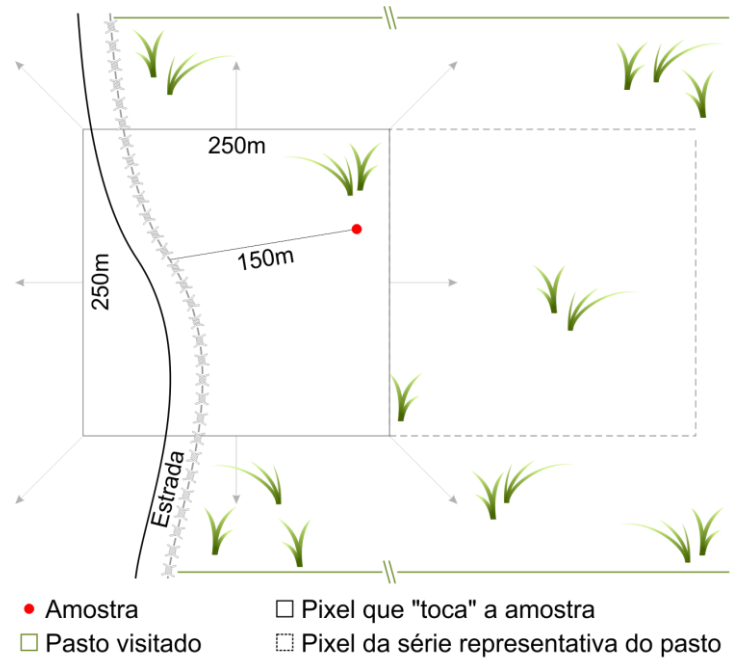 250m
250m
150m
Estrada
Amostra
Pixel que "toca" a amostra
Pasto visitado
Pixel da série representativa do pasto